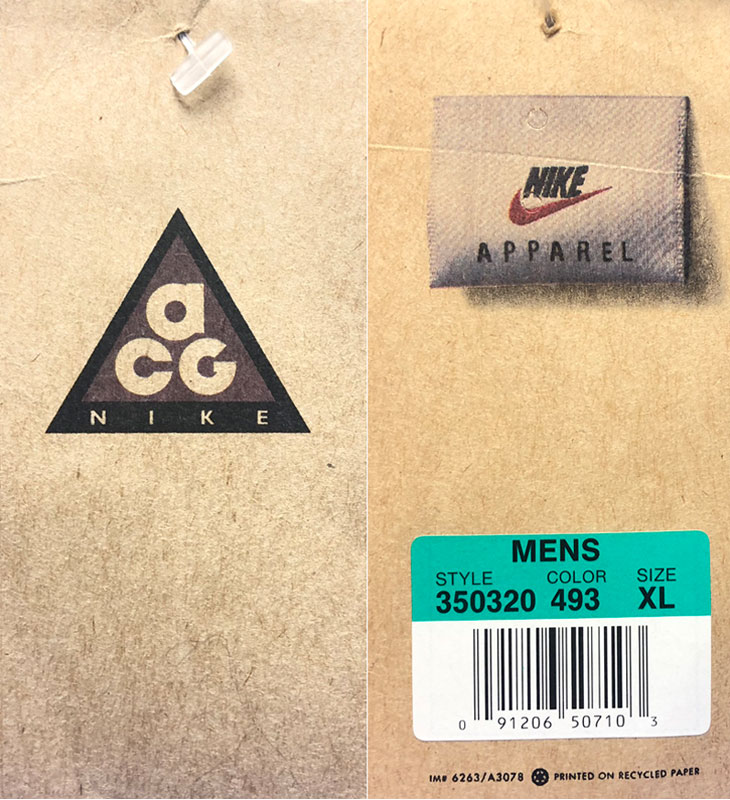 a
CG
NIKE
NIKE
APPAREL
MENS
STYLE COLOR SIZE
350320 493 XL
0 91206 50710 3
IM# 6263/A3078 PRINTED ON RECYCLED PAPER